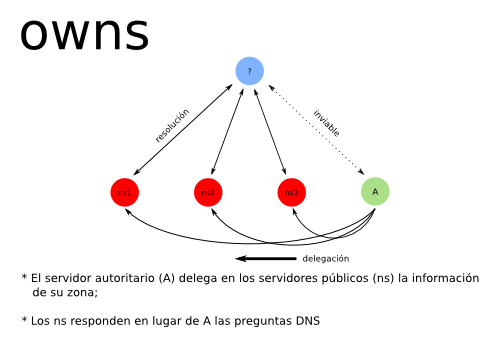 owns
?
resolución
inviable
ns1
ns2
ns3
A
delegación
* El servidor autoritario (A) delega en los servidores públicos (ns) la información
de su zona;
* Los ns responden en lugar de A las preguntas DNS